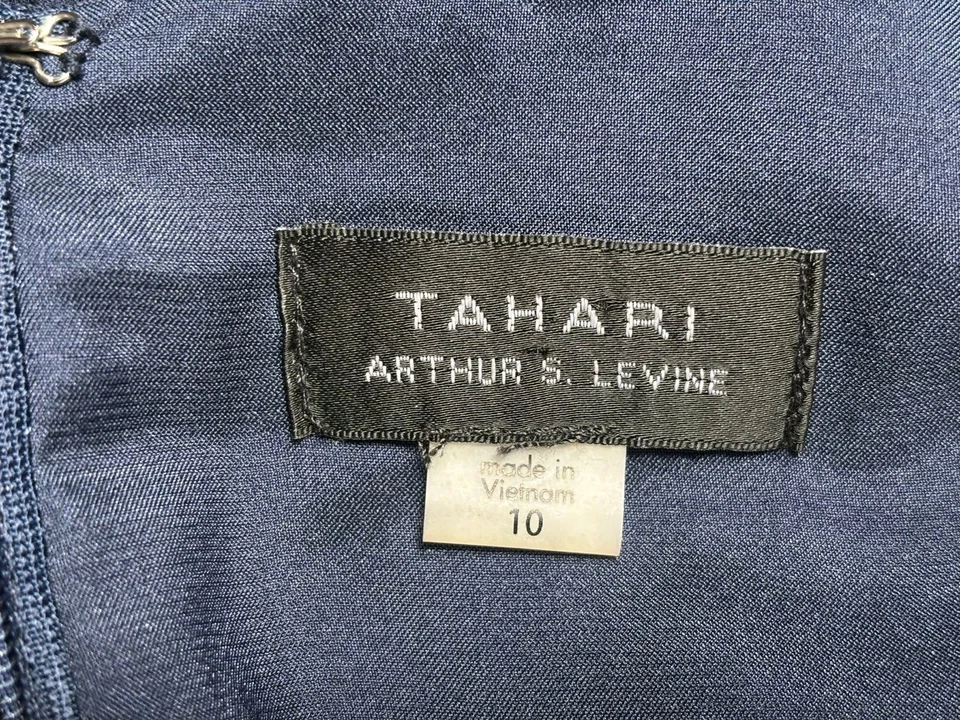 TAHARI
ARTHUR S. LEVINE
made in
Vietnam
10